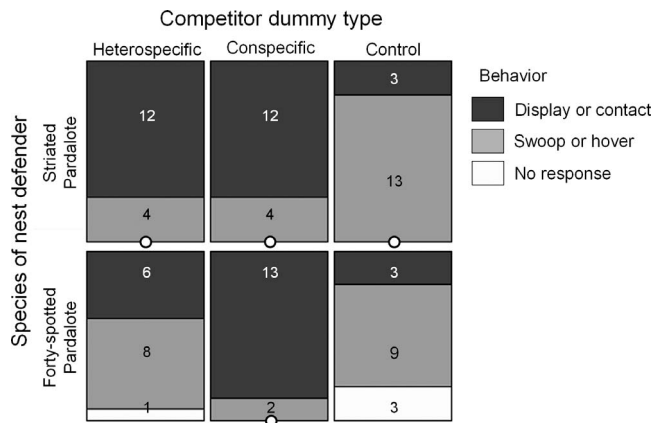 Competitor dummy type
Heterospecific Conspecific Control
Behavior
Display or contact
Swoop or hover
No response
Species of nest defender
Striated
Pardalote
12 12 3
4 4 13
Forty-spotted
Pardalote
6 13 3
8 9
1 2 3